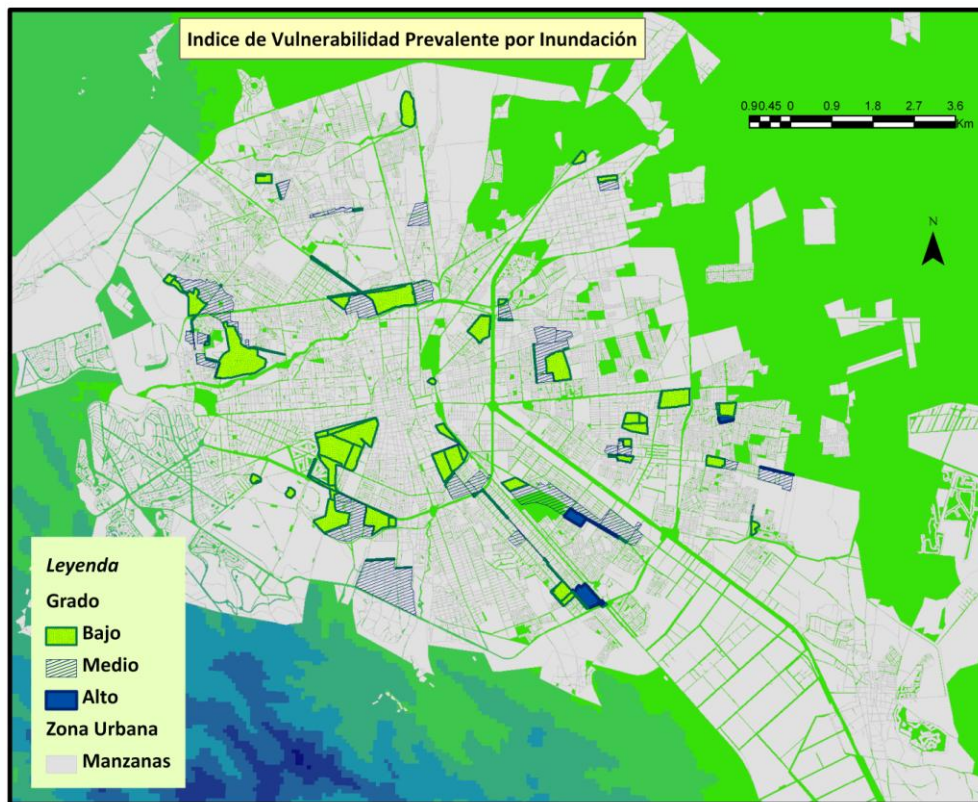 Indice de Vulnerabilidad Prevalente por Inundación
0.90.45 0 0.9 1.8 2.7 3.6
Km
N
Leyenda
Grado
Bajo
Medio
Alto
Zona Urbana
Manzanas